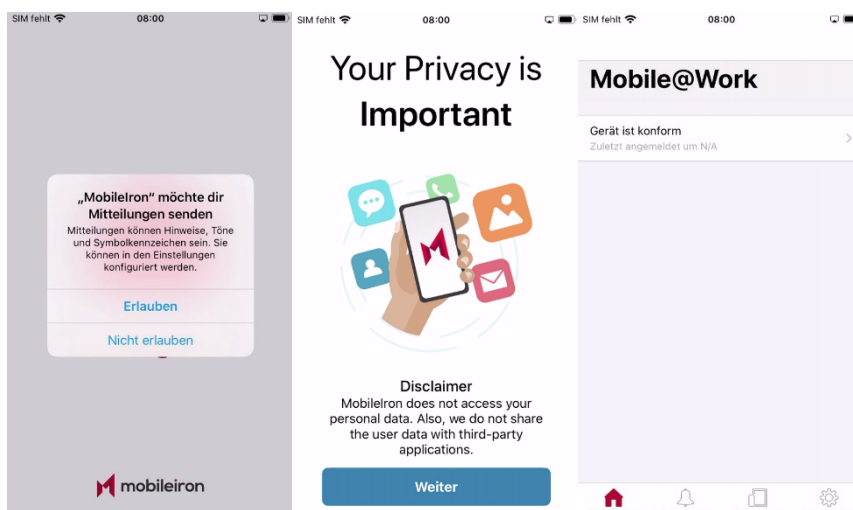 SIM fehlt 08:00
„MobileIron“ möchte dir
Mitteilungen senden
Mitteilungen können Hinweise, Töne
und Symbolkennzeichen sein. Sie
können in den Einstellungen
konfiguriert werden.
Erlauben
Nicht erlauben
mobileiron
SIM fehlt 08:00
Your Privacy is
Important
Disclaimer
MobileIron does not access your
personal data. Also, we do not share
the user data with third-party
applications.
Weiter
SIM fehlt 08:00
Mobile@Work
Gerät ist konform
Zuletzt angemeldet um N/A